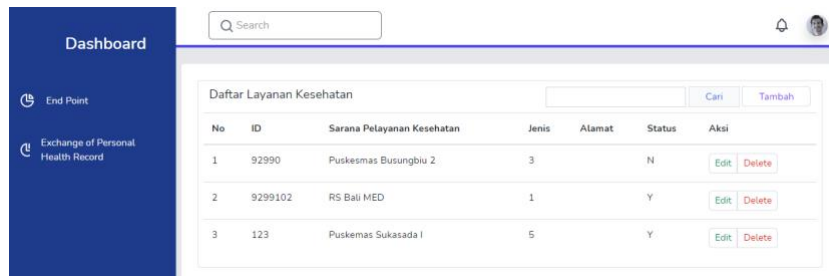 Dashboard
End Point
Exchange of Personal
Health Record
Search
Daftar Layanan Kesehatan
Cari
Tambah
No ID Sarana Pelayanan Kesehatan Jenis Alamat Status Aksi
1 92990 Puskesmas Busungbiu 2 3 N Edit Delete
2 9299102 RS Bali MED 1 Y Edit Delete
3 123 Puskemas Sukasada I 5 Y Edit Delete